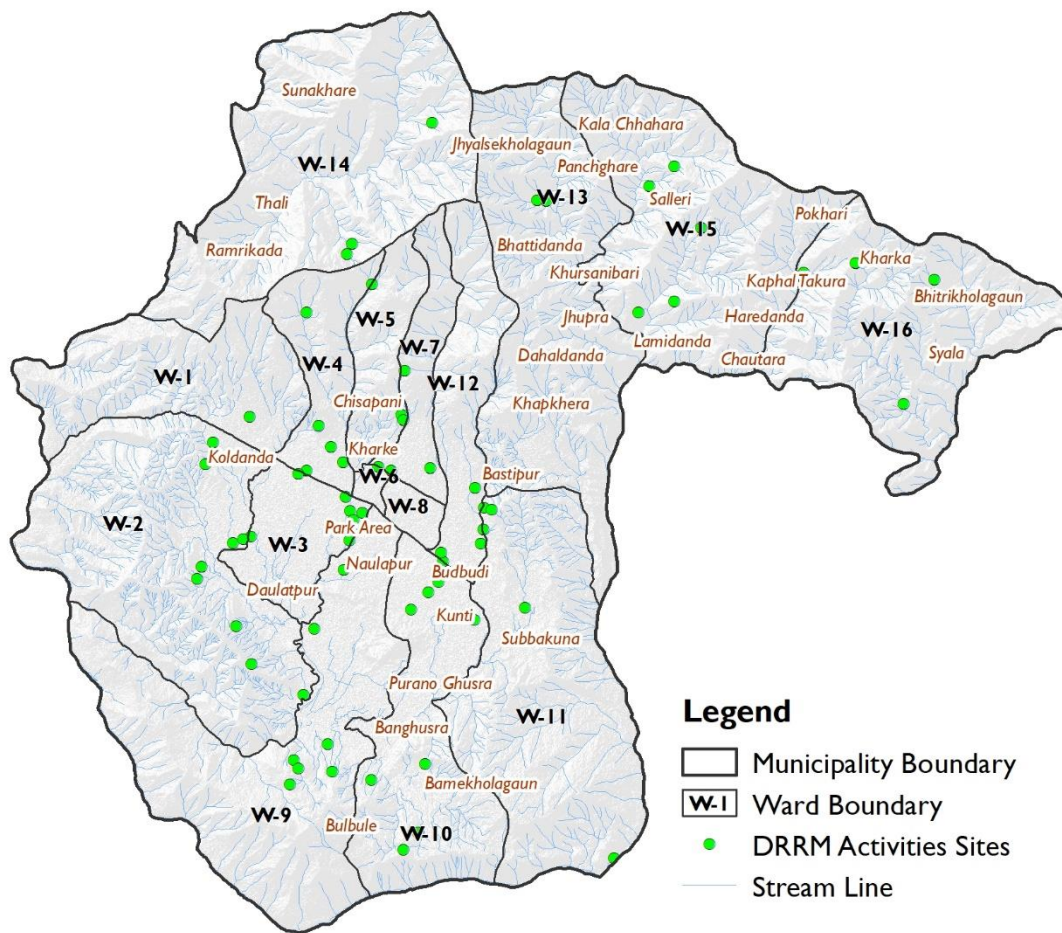 Sunakhare
Kala Chhahara
Jhyalsekholagaun
W-14
Panchghare
Thali
W-13
Salleri
W-15
Pokhari
Ramrikada
Bhattidanda
Kharka
Khursanibari
Kaphal Takura
Bhitrikholagaun
W-5
Jhupra
Haredanda
W-16
W-4
W-7
Lamidanda
Syala
W-1
W-12
Dahaldanda
Chautara
Chisapani
Khapkhera
Koldanda
Kharke
W-6
Bastipur
W-8
W-2
Park Area
W-3
Naulapur
Budbudi
Daulatpur
Kunti
Subbakuna
Purano Ghusra
W-11
Banghusra
Bamekholagaun
W-9
Bulbule
W-10
Legend
Municipality Boundary
W-1 Ward Boundary
DRRM Activities Sites
Stream Line